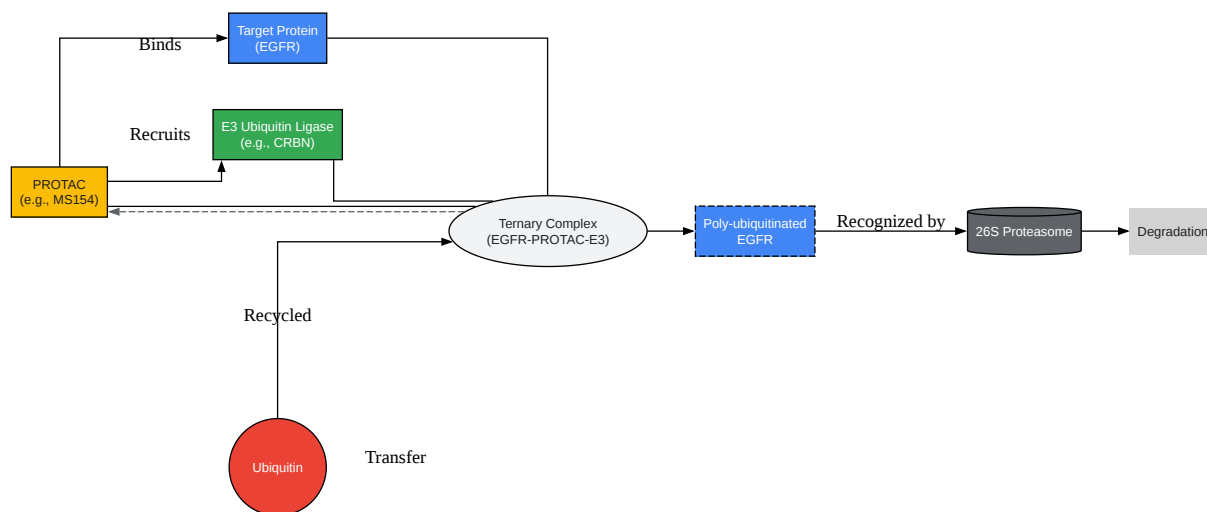 Target Protein
(EGFR)
Binds
E3 Ubiquitin Ligase
(e.g., CRBN)
Recruits
PROTAC
(e.g., MS154)
Ternary Complex
(EGFR-PROTAC-E3)
Poly-ubiquitinated
EGFR
Recognized by
26S Proteasome
Degradation
Recycled
Ubiquitin
Transfer